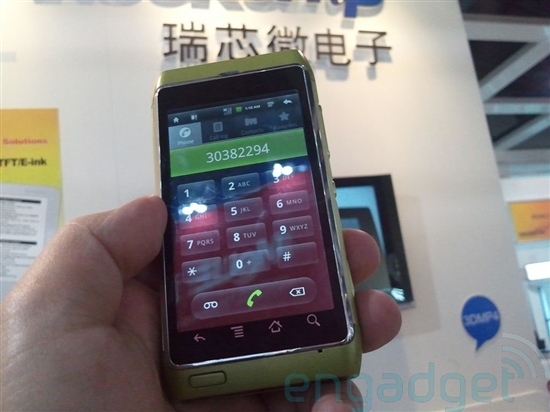 瑞芯微电子
Solutions
TFT/E-ink
Phone
Call log
Contacts
Favorites
30382294
1
2 ABC
3
4 GHI
5 JKL
6 MNO
7 PQRS
8 TUV
9 WXYZ
*
0 +
#
3DMP4
engadget